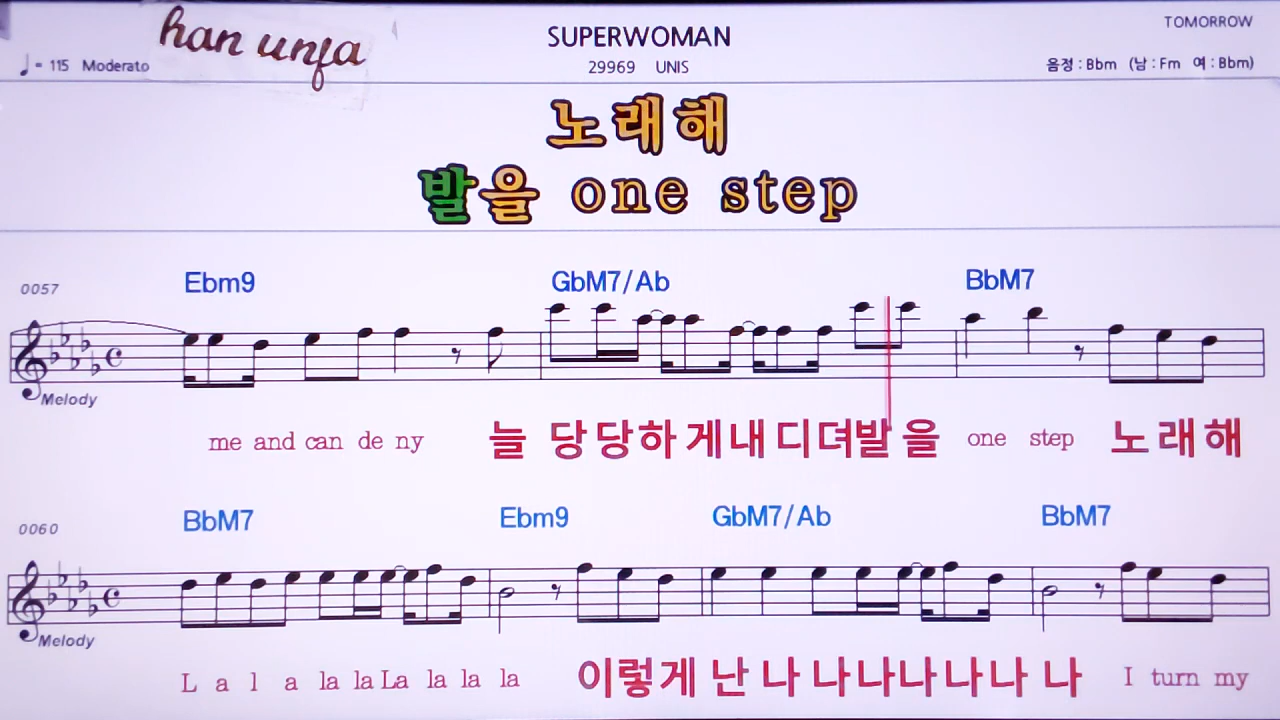 han unfa
SUPERWOMAN
TOMORROW
♩= 115 Moderato
29969 UNIS
음정 : Bbm (남 : Fm 여 : Bbm)
노래해
발을 one step
0057 Ebm9 GbM7/Ab BbM7
Melody
me and can de ny 늘 당당하게내디뎌발을 one step 노래해
0060 BbM7 Ebm9 GbM7/Ab BbM7
Melody
L a l a la la La la la la 이렇게 난 나 나나나나나 나 I turn my